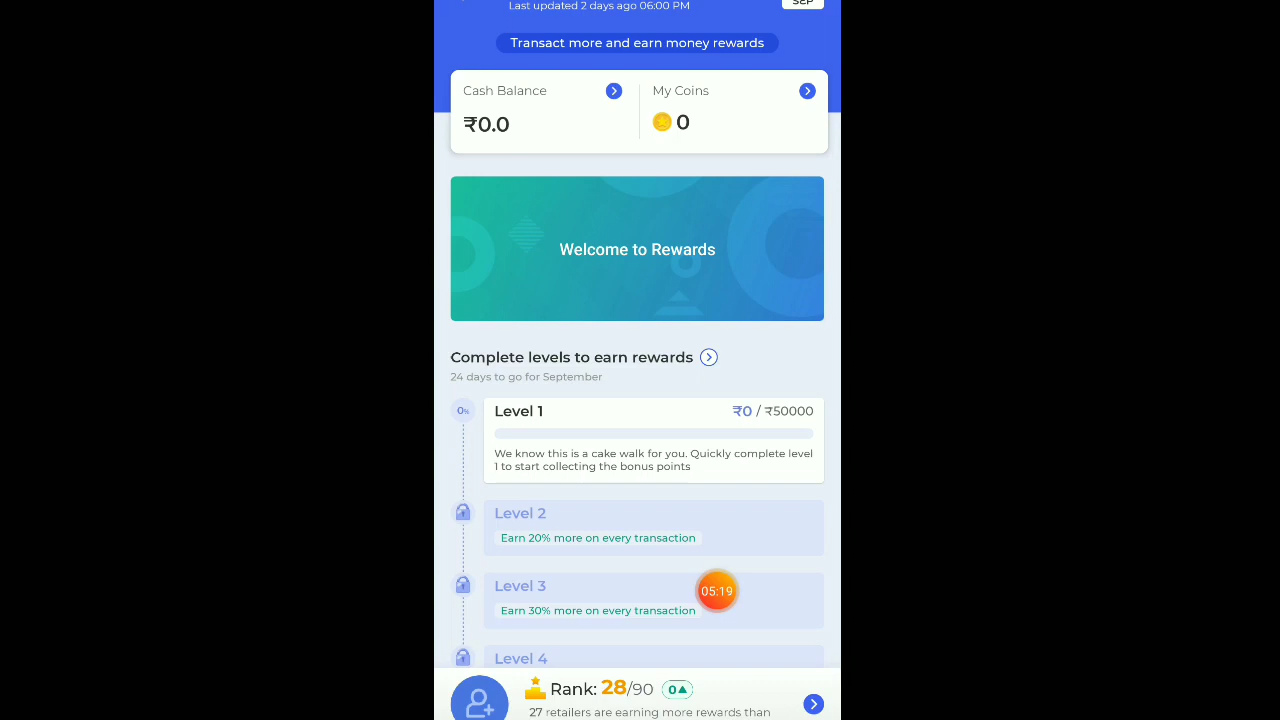 Last updated 2 days ago 06:00 PM
SEP
Transact more and earn money rewards
Cash Balance
My Coins
₹0.0
0
Welcome to Rewards
Complete levels to earn rewards
24 days to go for September
0%
Level 1
₹0 / ₹50000
We know this is a cake walk for you. Quickly complete level
1 to start collecting the bonus points
Level 2
Earn 20% more on every transaction
Level 3
Earn 30% more on every transaction
05:19
Level 4
Rank: 28/90
0▲
27 retailers are earning more rewards than